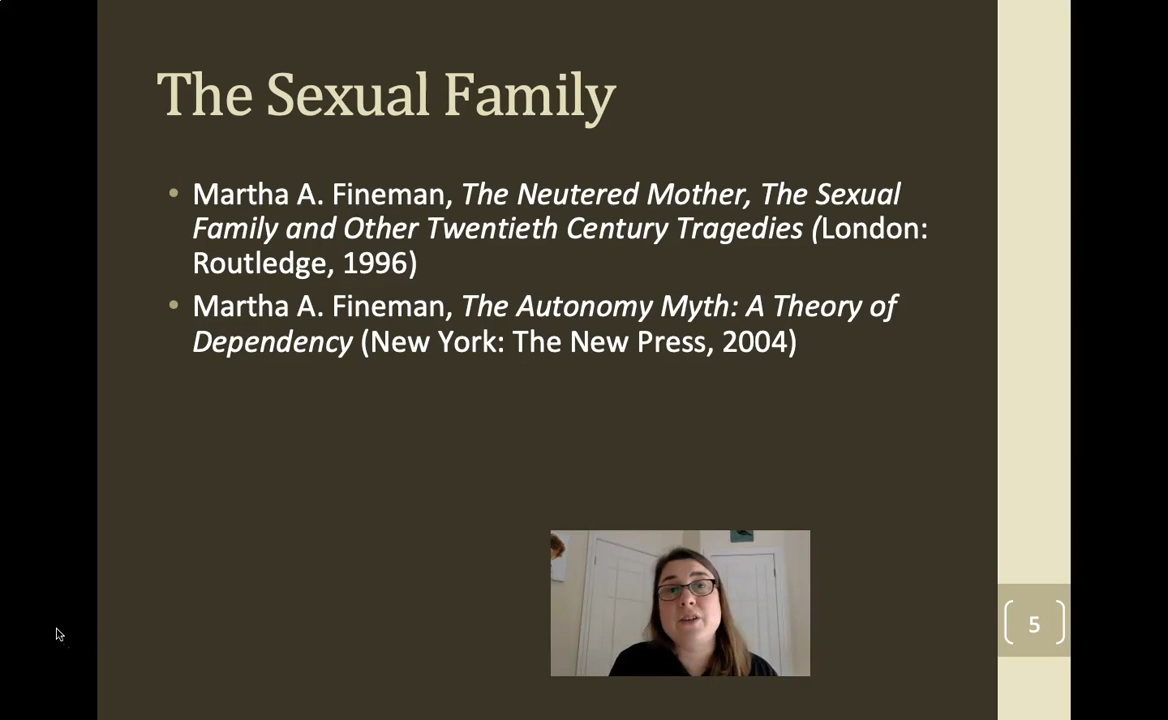 The Sexual Family
• Martha A. Fineman, The Neutered Mother, The Sexual
Family and Other Twentieth Century Tragedies (London:
Routledge, 1996)
• Martha A. Fineman, The Autonomy Myth: A Theory of
Dependency (New York: The New Press, 2004)
5